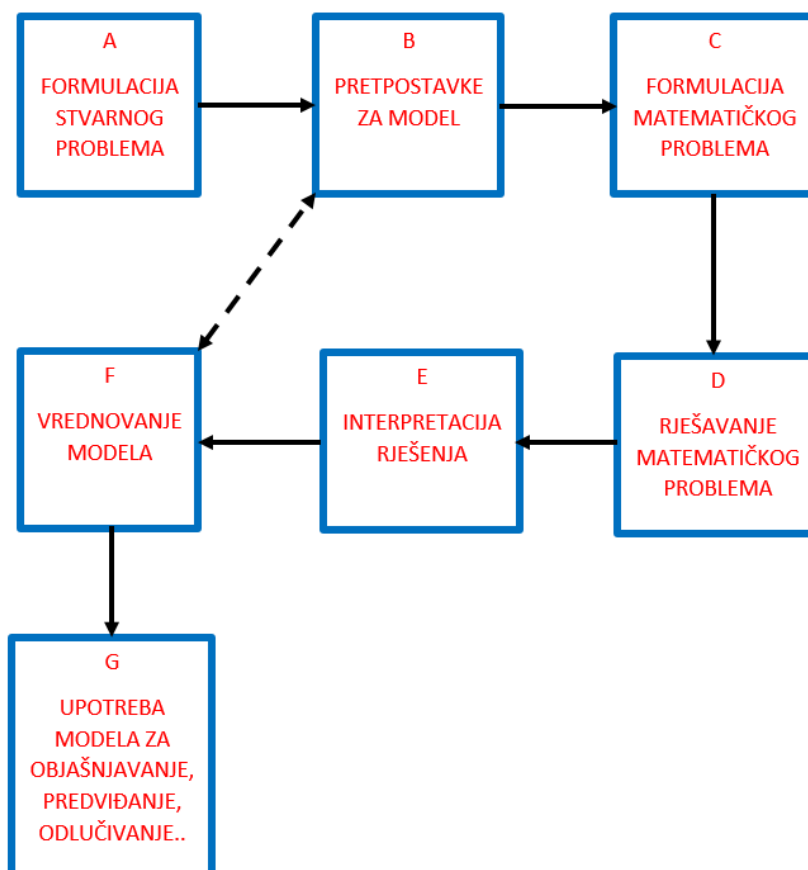 A
FORMULACIJA
STVARNOG
PROBLEMA
B
PRETPOSTAVKE
ZA MODEL
C
FORMULACIJA
MATEMATIČKOG
PROBLEMA
D
RJEŠAVANJE
MATEMATIČKOG
PROBLEMA
E
INTERPRETACIJA
RJEŠENJA
F
VREDNOVANJE
MODELA
G
UPOTREBA
MODELA ZA
OBJAŠNJAVANJE,
PREDVIĐANJE,
ODLUČIVANJE..